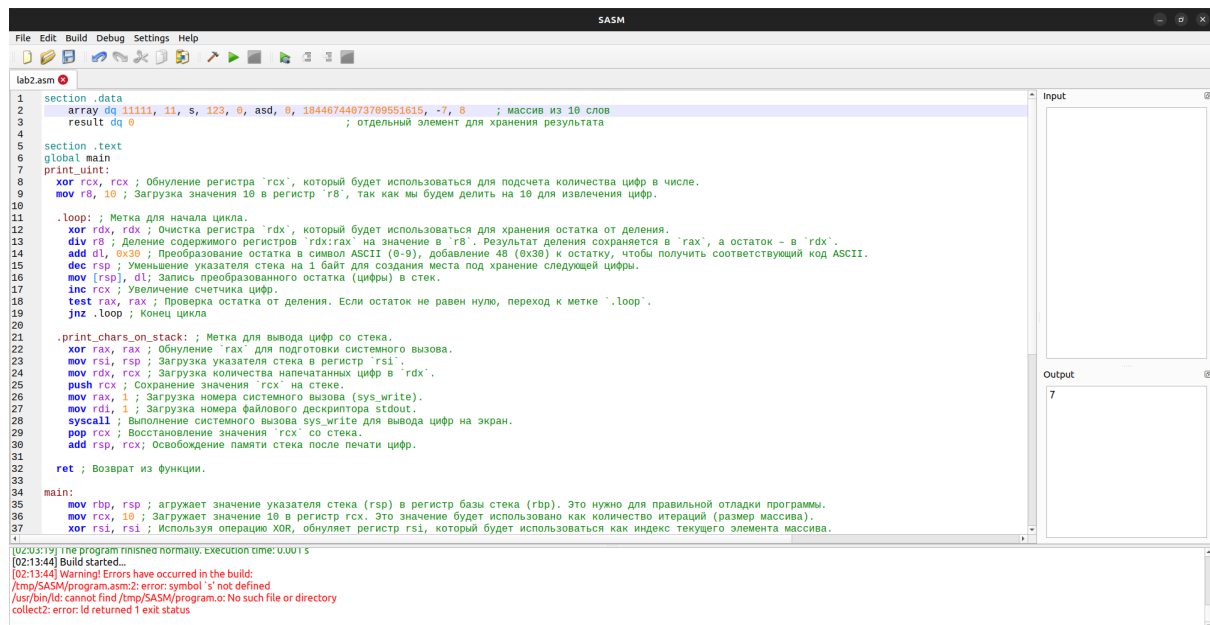 SASM
File Edit Build Debug Settings Help
lab2.asm
1 section .data
2 array dq 11111, 11, s, 123, 0, asd, 0, 18446744073709551615, -7, 8 ; массив из 10 слов
3 result dq 0 ; отдельный элемент для хранения результата
4
5 section .text
6 global main
7 print_uint:
8 xor rcx, rcx ; Обнуление регистра `rcx`, который будет использоваться для подсчета количества цифр в числе.
9 mov r8, 10 ; Загрузка значения 10 в регистр `r8`, так как мы будем делить на 10 для извлечения цифр.
10
11 .loop: ; Метка для начала цикла.
12 xor rdx, rdx ; Очистка регистра `rdx`, который будет использоваться для хранения остатка от деления.
13 div r8 ; Деление содержимого регистров `rdx:rax` на значение в `r8`. Результат деления сохраняется в `rax`, а остаток – в `rdx`.
14 add dl, 0x30 ; Преобразование остатка в символ ASCII (0-9), добавление 48 (0x30) к остатку, чтобы получить соответствующий код ASCII.
15 dec rsp ; Уменьшение указателя стека на 1 байт для создания места под хранение следующей цифры.
16 mov [rsp], dl; Запись преобразованного остатка (цифры) в стек.
17 inc rcx ; Увеличение счетчика цифр.
18 test rax, rax ; Проверка остатка от деления. Если остаток не равен нулю, переход к метке `.loop`.
19 jnz .loop ; Конец цикла
20
21 .print_chars_on_stack: ; Метка для вывода цифр со стека.
22 xor rax, rax ; Обнуление `rax` для подготовки системного вызова.
23 mov rsi, rsp ; Загрузка указателя стека в регистр `rsi`.
24 mov rdx, rcx ; Загрузка количества напечатанных цифр в `rdx`.
25 push rcx ; Сохранение значения `rcx` на стеке.
26 mov rax, 1 ; Загрузка номера системного вызова (sys_write).
27 mov rdi, 1 ; Загрузка номера файлового дескриптора stdout.
28 syscall ; Выполнение системного вызова sys_write для вывода цифр на экран.
29 pop rcx ; Восстановление значения `rcx` со стека.
30 add rsp, rcx; Освобождение памяти стека после печати цифр.
31
32 ret ; Возврат из функции.
33
34 main:
35 mov rbp, rsp ; агружает значение указателя стека (rsp) в регистр базы стека (rbp). Это нужно для правильной отладки программы.
36 mov rcx, 10 ; Загружает значение 10 в регистр rcx. Это значение будет использовано как количество итераций (размер массива).
37 xor rsi, rsi ; Используя операцию XOR, обнуляет регистр rsi, который будет использоваться как индекс текущего элемента массива.
Input
Output
7
[02:03:19] The program finished normally. Execution time: 0.001 s
[02:13:44] Build started...
[02:13:44] Warning! Errors have occurred in the build:
/tmp/SASM/program.asm:2: error: symbol `s' not defined
/usr/bin/ld: cannot find /tmp/SASM/program.o: No such file or directory
collect2: error: ld returned 1 exit status